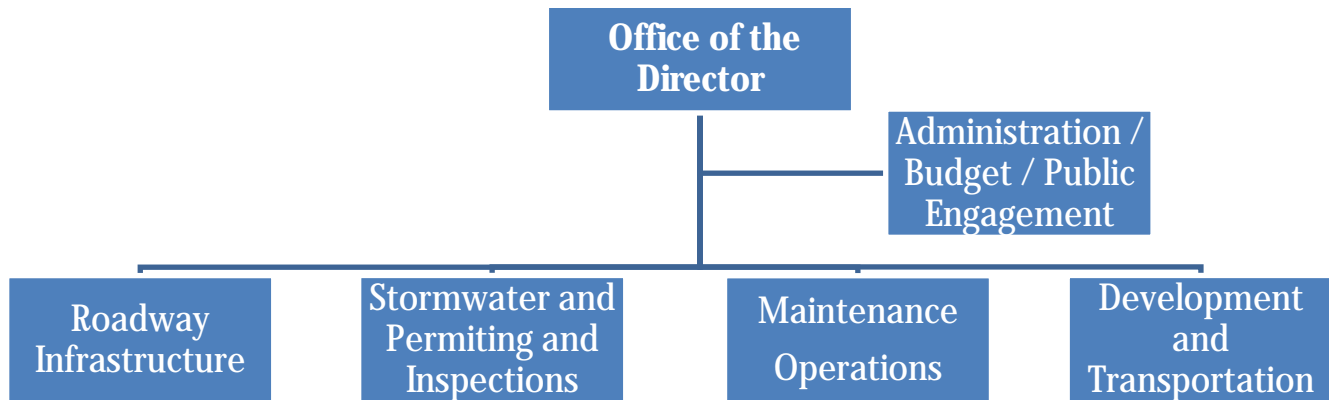 Office of the
Director
Administration /
Budget / Public
Engagement
Roadway
Infrastructure
Stormwater and
Permiting and
Inspections
Maintenance
Operations
Development
and
Transportation